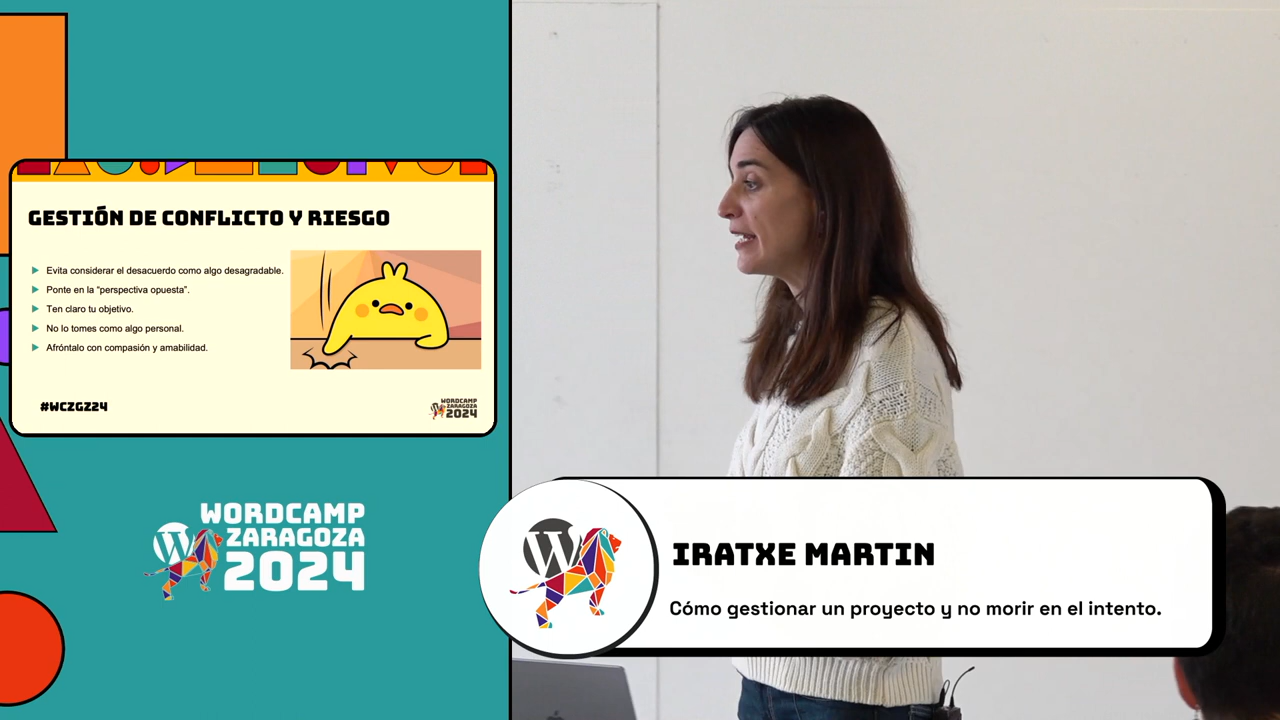 GESTIÓN DE CONFLICTO Y RIESGO
Evita considerar el desacuerdo como algo desagradable.
Ponte en la “perspectiva opuesta”.
Ten claro tu objetivo.
No lo tomes como algo personal.
Afróntalo con compasión y amabilidad.
#WCZGZ24
WORDCAMP
ZARAGOZA
2024
WORDCAMP
ZARAGOZA
2024
IRATXE MARTIN
Cómo gestionar un proyecto y no morir en el intento.